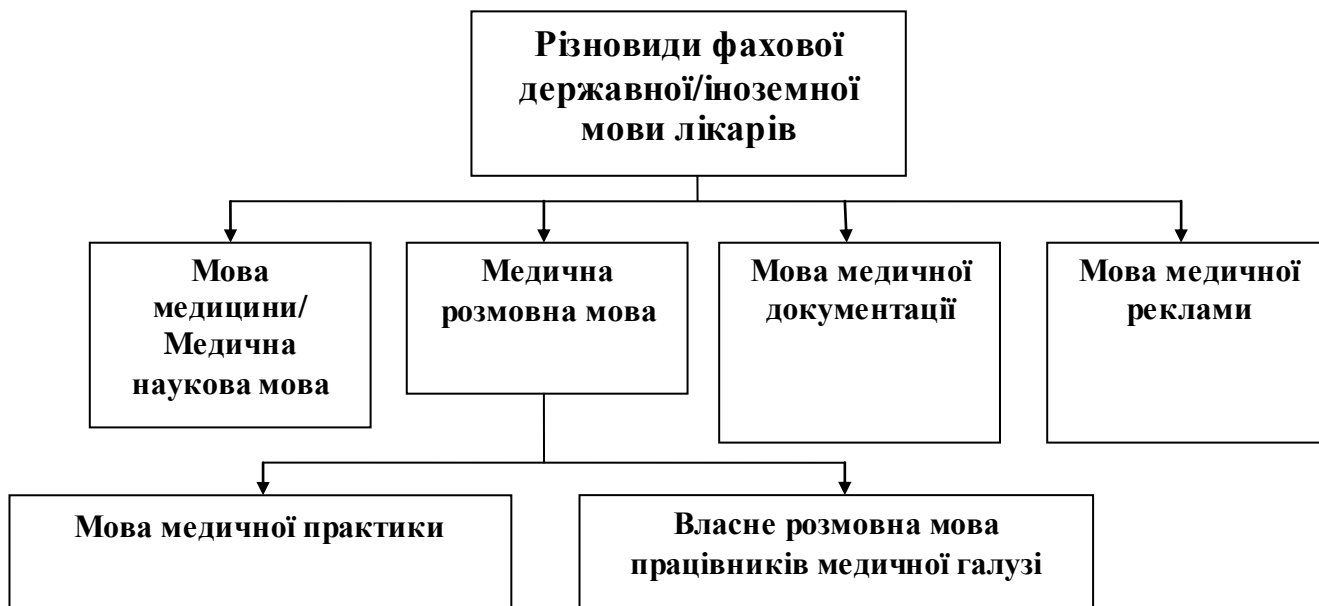 Різновиди фахової
державної/іноземної
мови лікарів
Мова
медицини/
Медична
наукова мова
Медична
розмовна мова
Мова медичної
документації
Мова медичної
реклами
Мова медичної практики
Власне розмовна мова
працівників медичної галузі